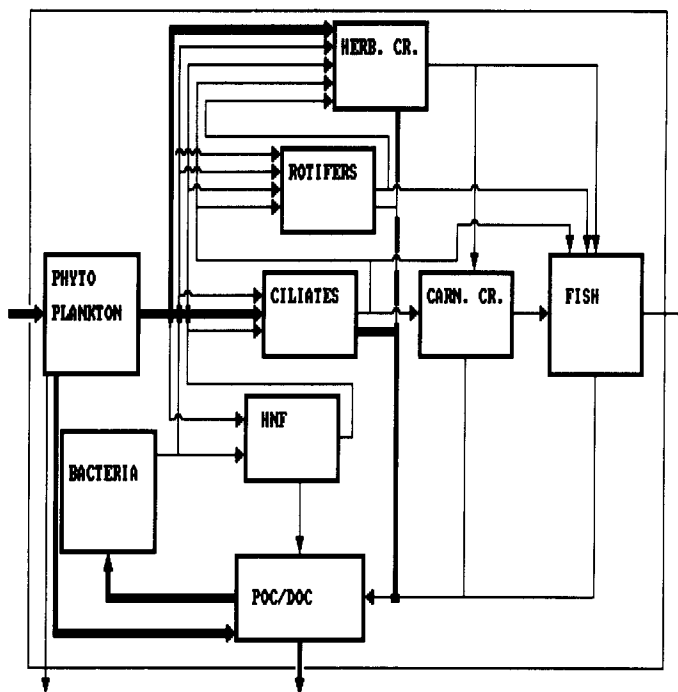 HERB. CR.
ROTIFERS
PHYTO
PLANKTON
CILIATES
CARN. CR.
FISH
HNF
BACTERIA
POC/DOC